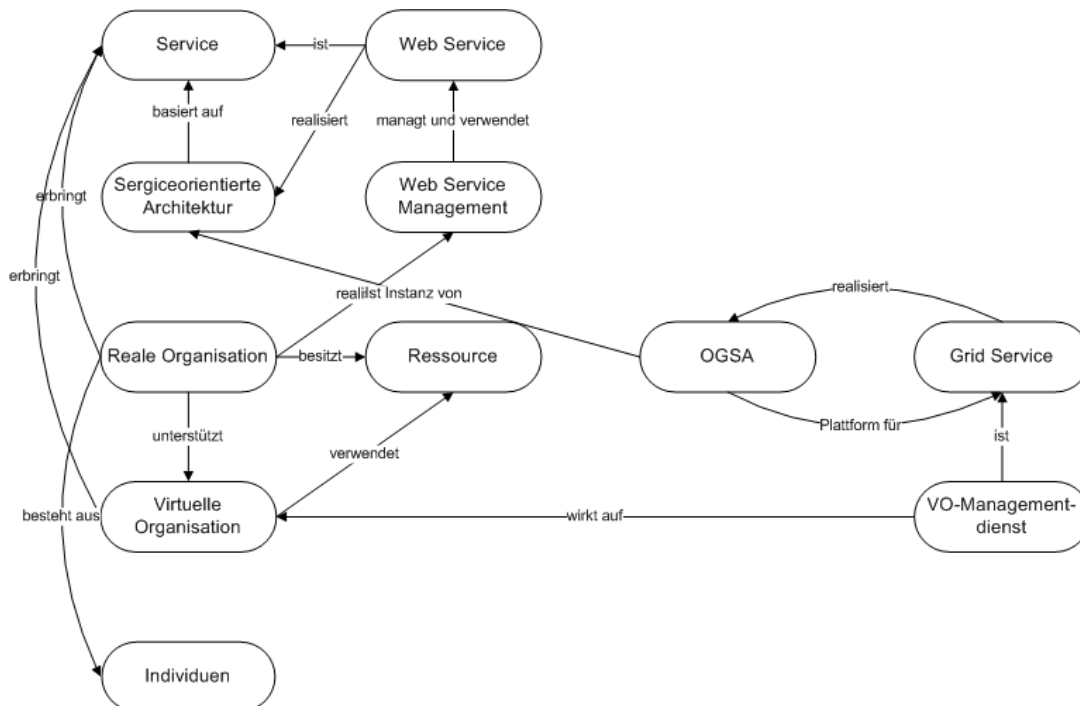 Service
Web Service
ist
basiert auf
realisiert
managt und verwendet
erbringt
Sergiceorientierte
Architektur
Web Service
Management
erbringt
Ist Instanz von
realisiert
Reale Organisation
besitzt
Ressource
OGSA
Grid Service
unterstützt
verwendet
Plattform für
ist
besteht aus
Virtuelle
Organisation
wirkt auf
VO-Management-
dienst
Individuen